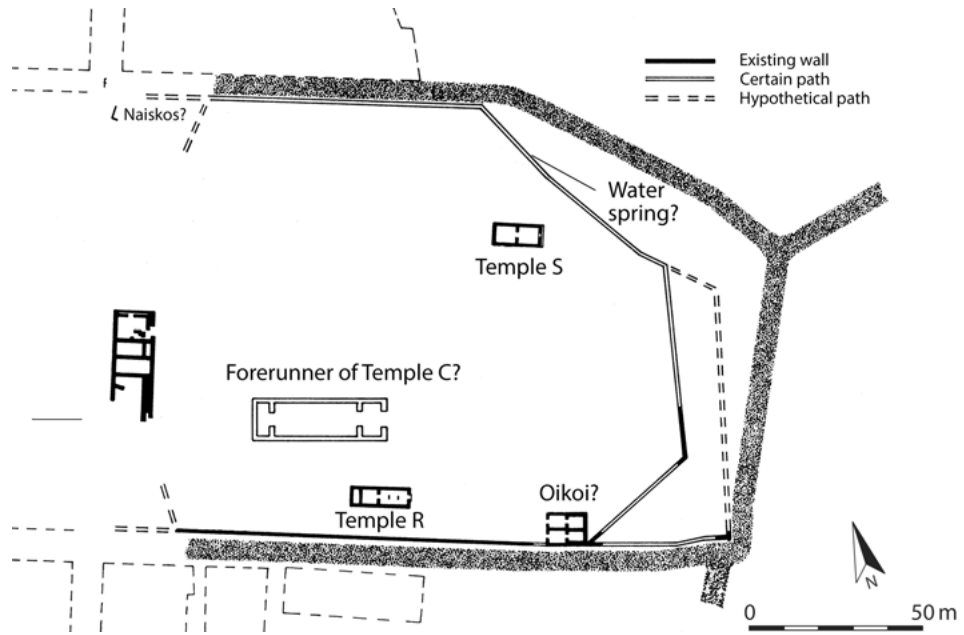 Existing wall
Certain path
Hypothetical path
Naiskos?
Water
spring?
Temple S
Forerunner of Temple C?
Oikoi?
Temple R
N
0 50 m